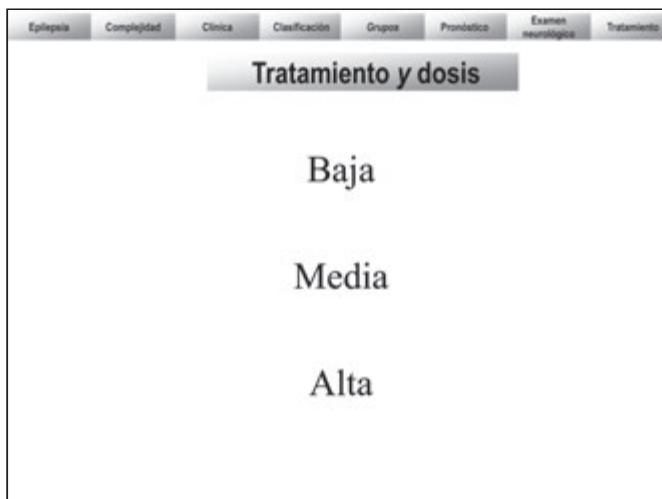 Epilepsia Complejidad Clínica Clasificación Grupos Pronóstico Examen neurológico Tratamiento
Tratamiento y dosis
Baja
Media
Alta